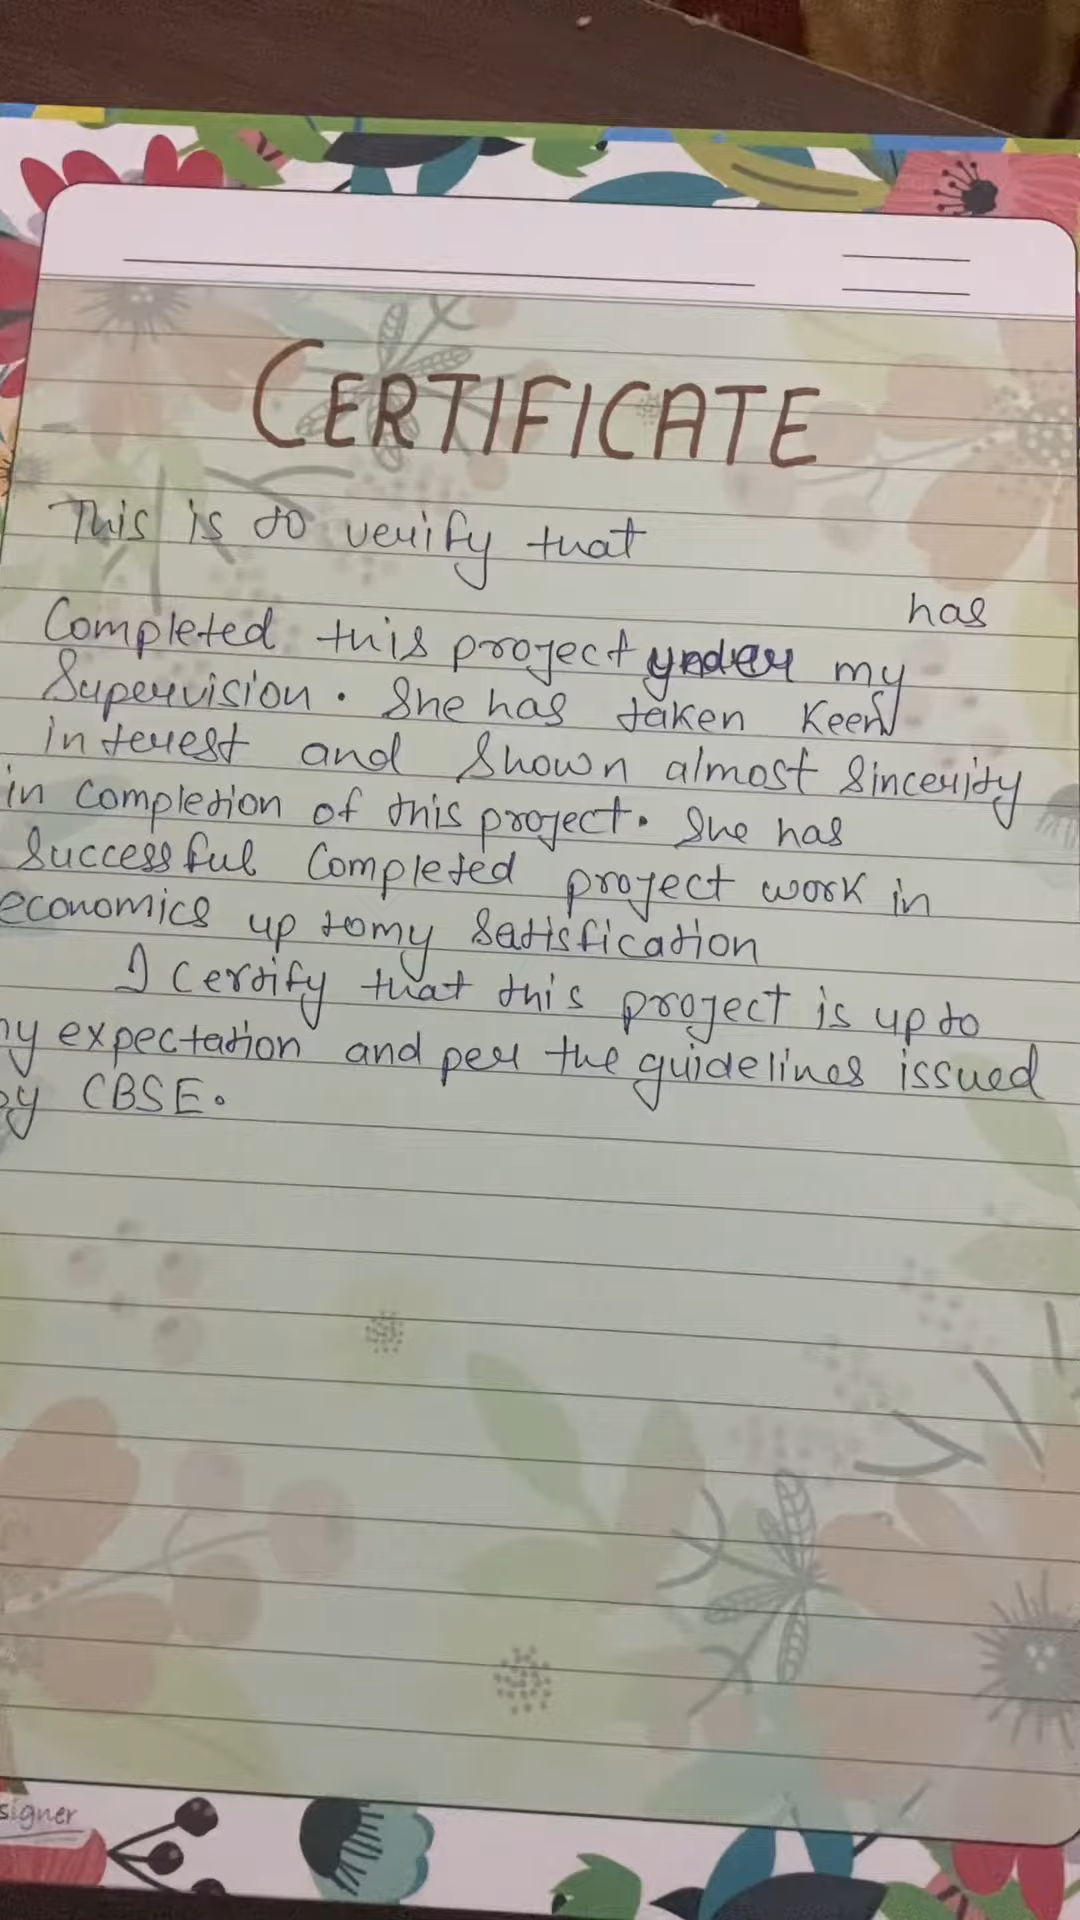 CERTIFICATE
This is to verify that
has
Completed this project under my
Supervision. She has taken Keen
interest and Shown almost Sincerity
in Completion of this project. She has
Successful Completed project work in
economics up to my Satisfication
I Certify that this project is up to
my expectation and per the guidelines issued
by CBSE.
signer